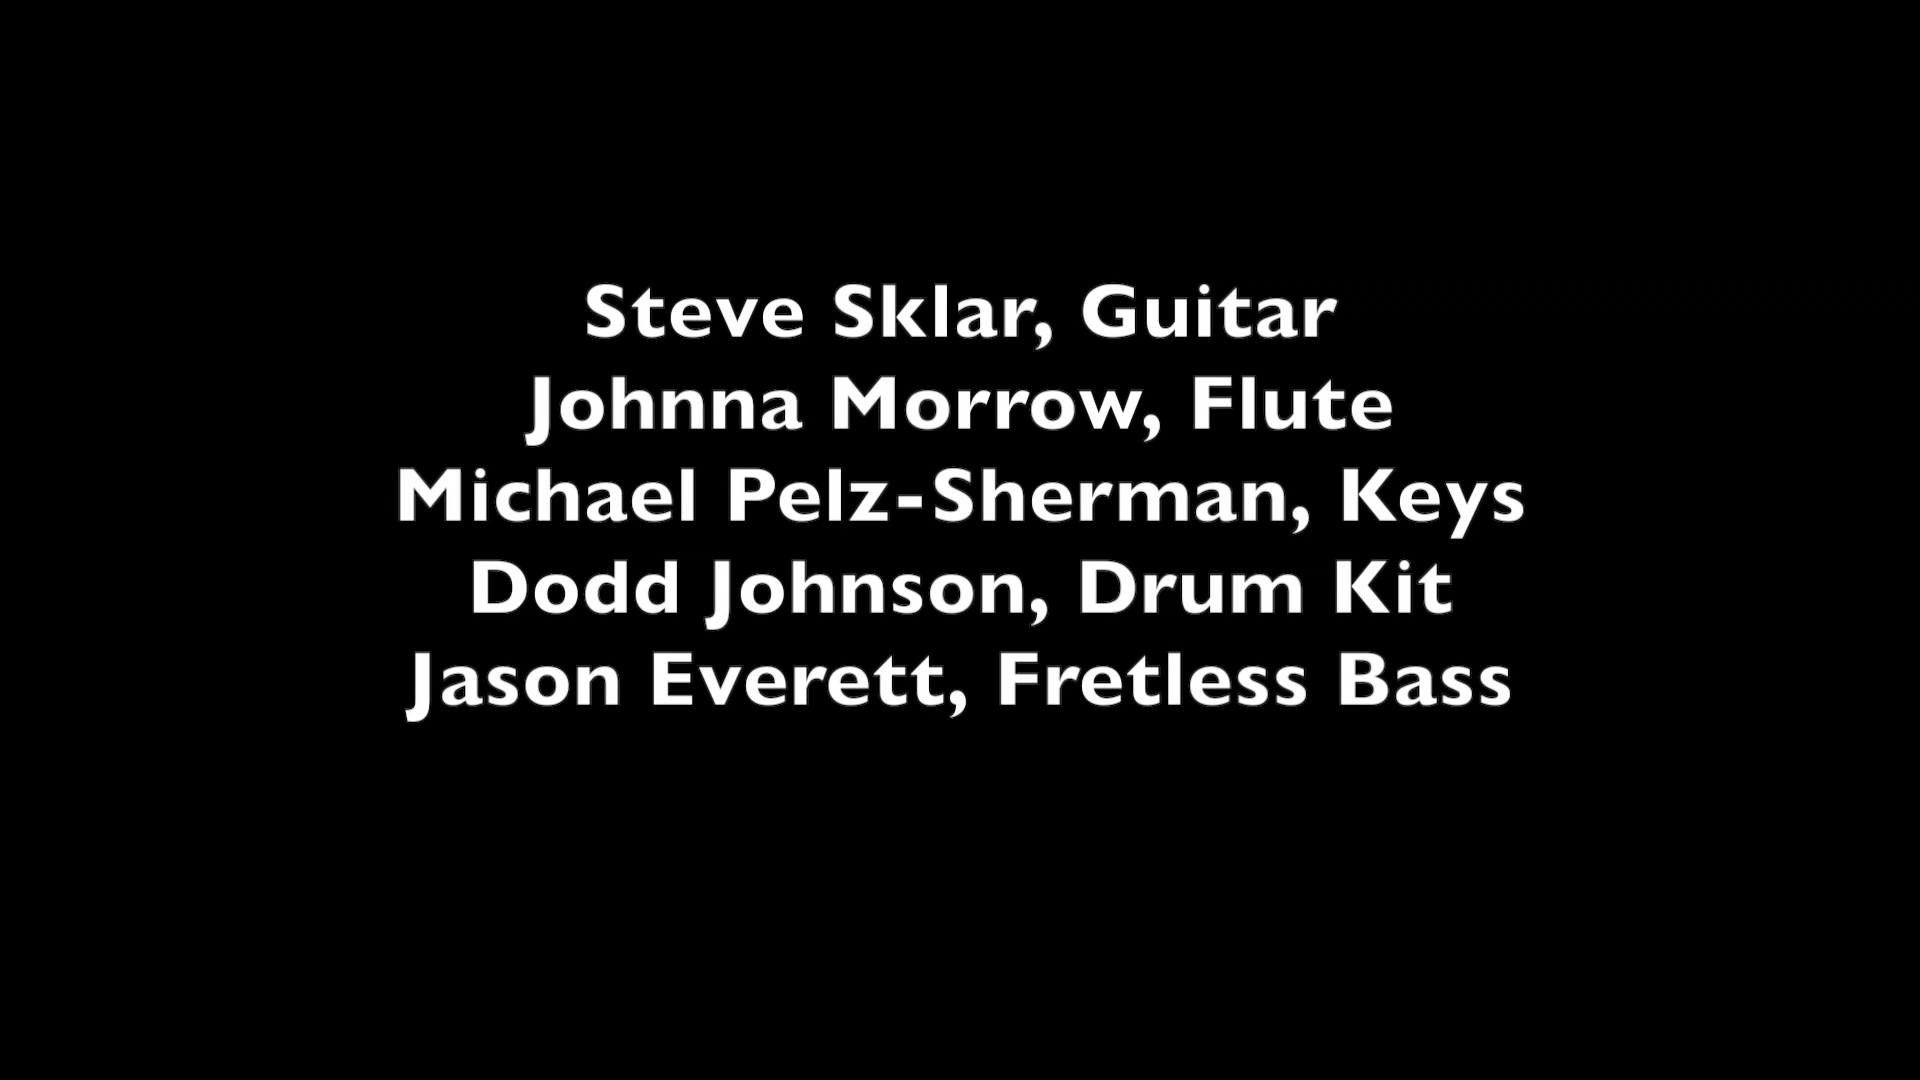 Steve Sklar, Guitar
Johnna Morrow, Flute
Michael Pelz-Sherman, Keys
Dodd Johnson, Drum Kit
Jason Everett, Fretless Bass